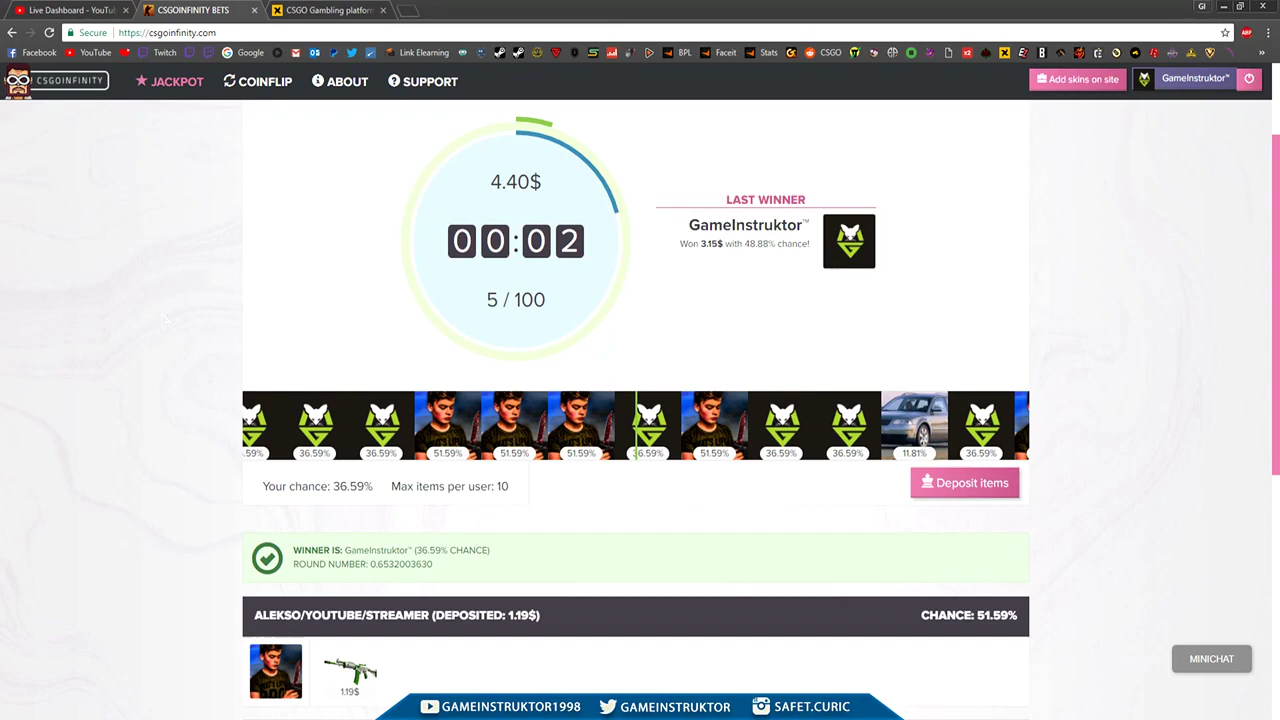 Live Dashboard - YouTu
CSGOINFINITY BETS
CSGO Gambling platform
GI
Secure
https://csgoinfinity.com
Facebook
YouTube
Twitch
Google
Link Elearning
BPL
Faceit
Stats
CSGO
CSGOINFINITY
JACKPOT
COINFLIP
ABOUT
SUPPORT
Add skins on site
GameInstruktor™
4.40$
00:02
5 / 100
LAST WINNER
GameInstruktor™
Won 3.15$ with 48.88% chance!
.59% 36.59% 36.59% 51.59% 51.59% 51.59% 36.59% 51.59% 36.59% 36.59% 11.81% 36.59%
Your chance: 36.59% Max items per user: 10
Deposit items
WINNER IS: GameInstruktor™ (36.59% CHANCE)
ROUND NUMBER: 0.6532003630
ALEKSO/YOUTUBE/STREAMER (DEPOSITED: 1.19$) CHANCE: 51.59%
1.19$
MINICHAT
GAMEINSTRUKTOR1998 GAMEINSTRUKTOR SAFET.CURIC